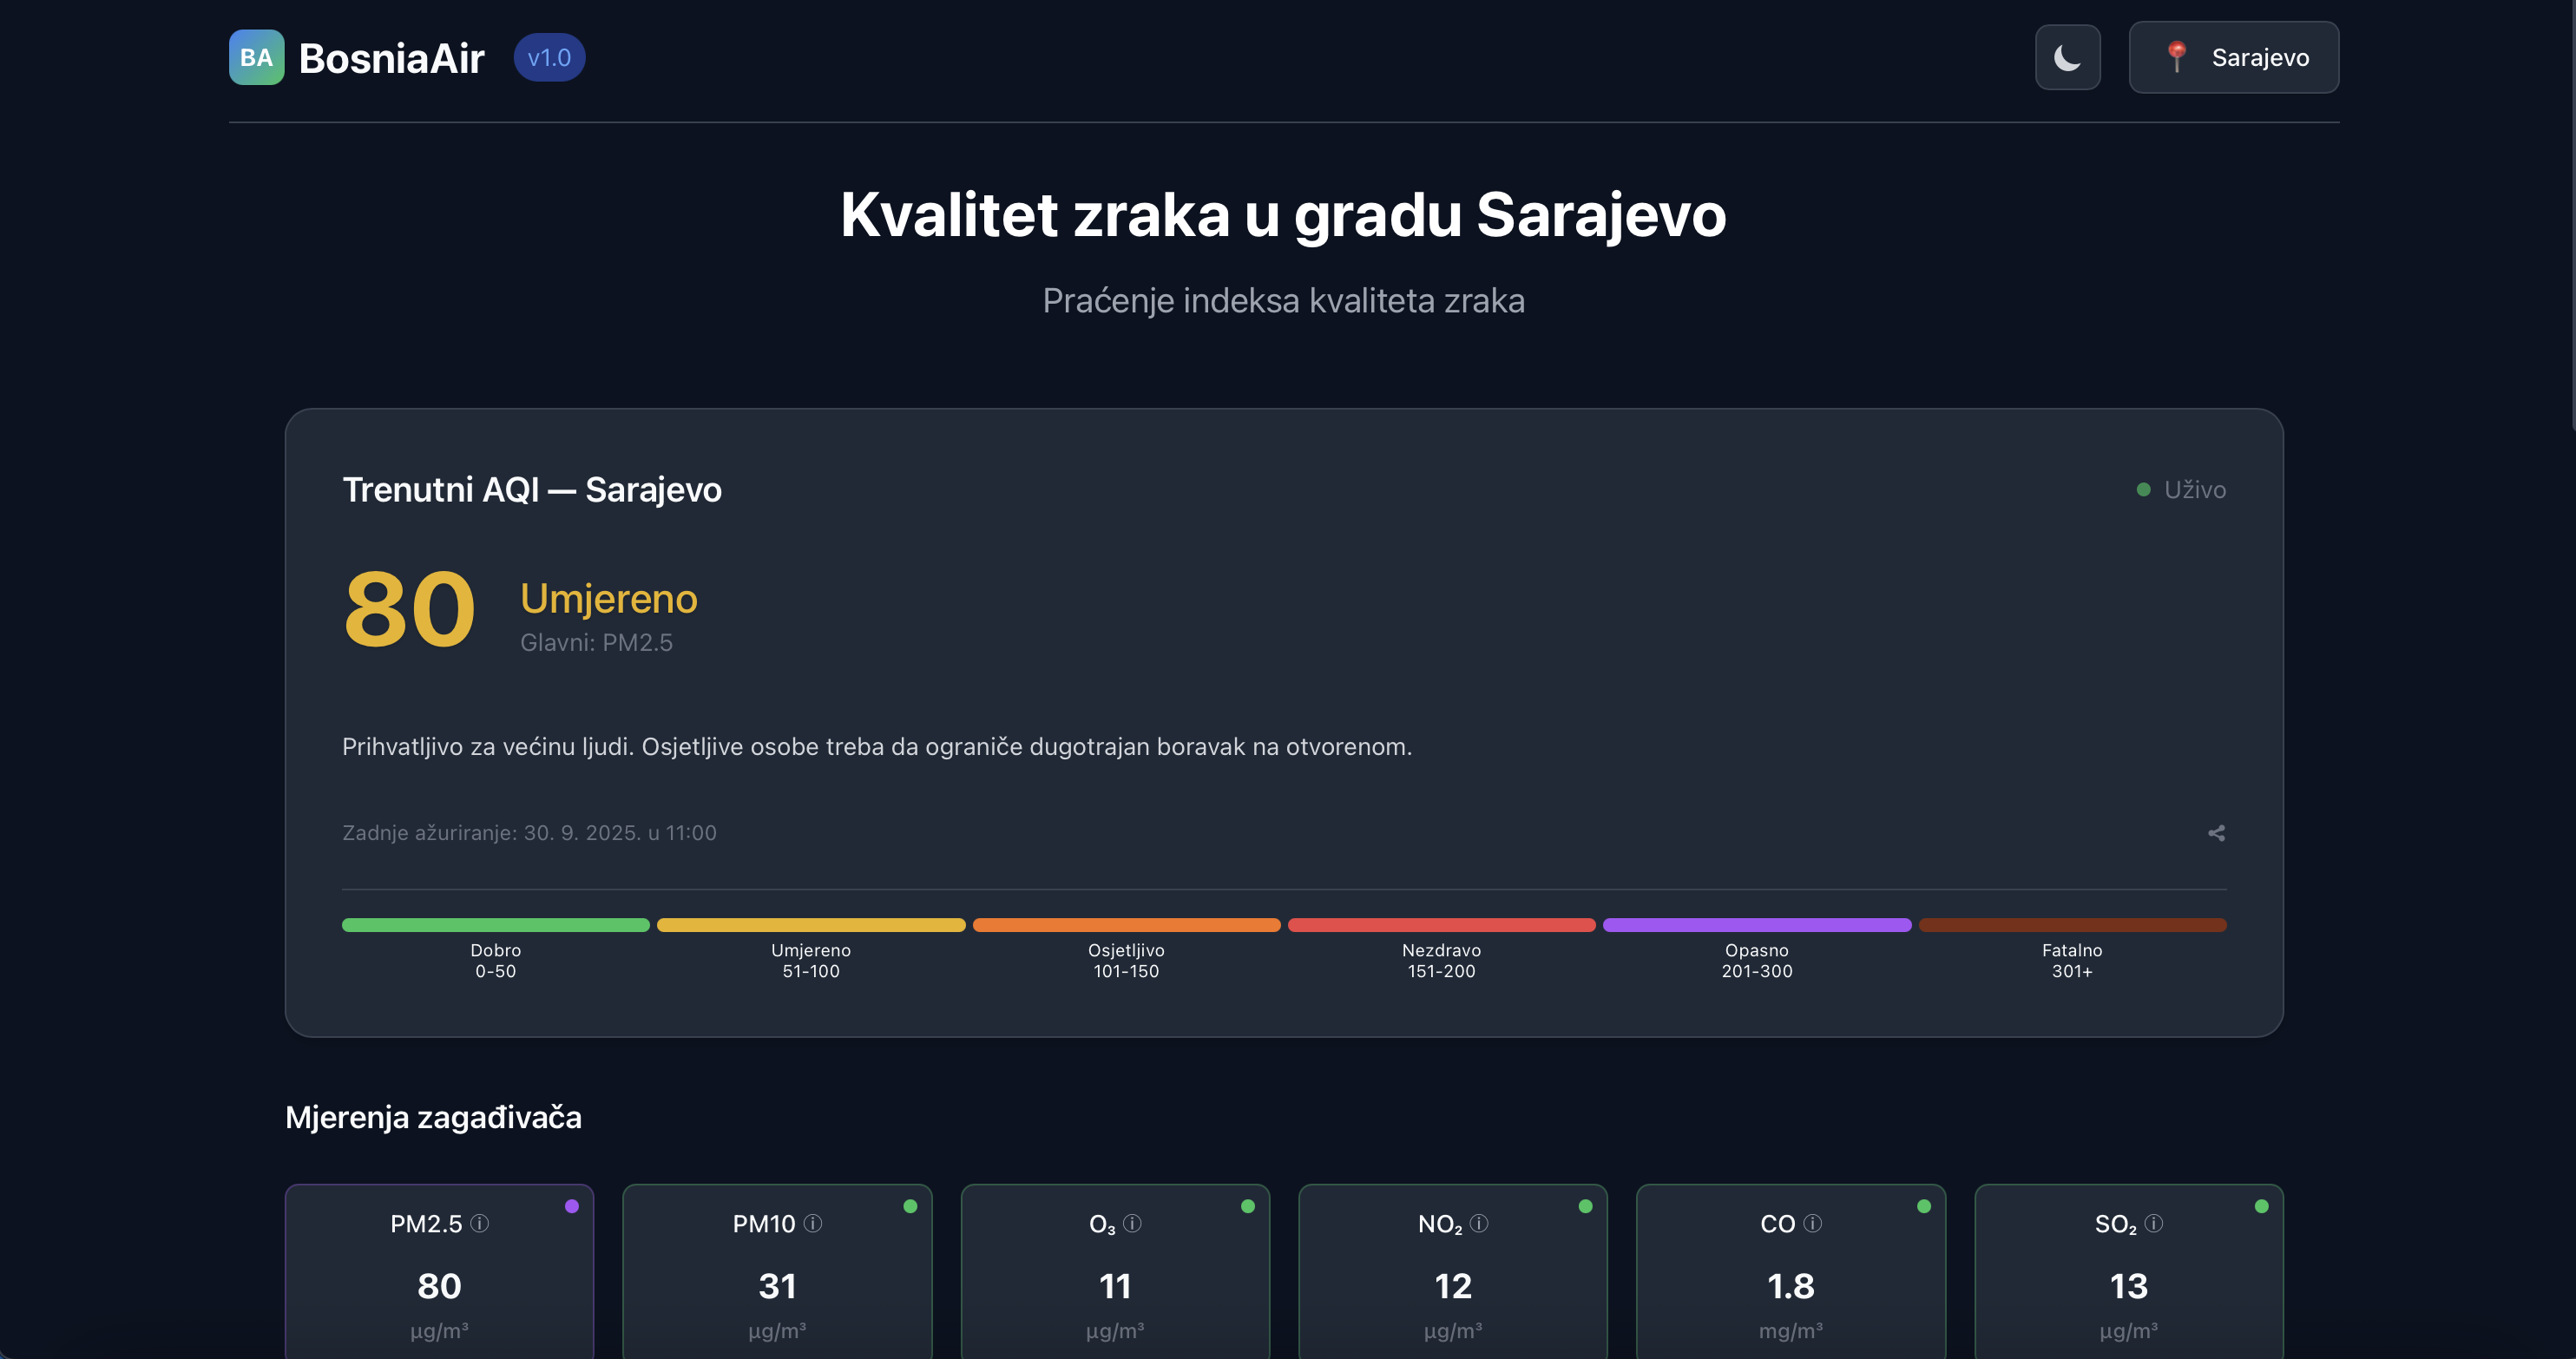 BA BosniaAir v1.0
📍 Sarajevo
Kvalitet zraka u gradu Sarajevo
Praćenje indeksa kvaliteta zraka
Trenutni AQI — Sarajevo
Uživo
80
Umjereno
Glavni: PM2.5
Prihvatljivo za većinu ljudi. Osjetljive osobe treba da ograniče dugotrajan boravak na otvorenom.
Zadnje ažuriranje: 30. 9. 2025. u 11:00
Dobro
0-50
Umjereno
51-100
Osjetljivo
101-150
Nezdravo
151-200
Opasno
201-300
Fatalno
301+
Mjerenja zagađivača
PM2.5 ⓘ
80
µg/m³
PM10 ⓘ
31
µg/m³
O₃ ⓘ
11
µg/m³
NO₂ ⓘ
12
µg/m³
CO ⓘ
1.8
mg/m³
SO₂ ⓘ
13
µg/m³